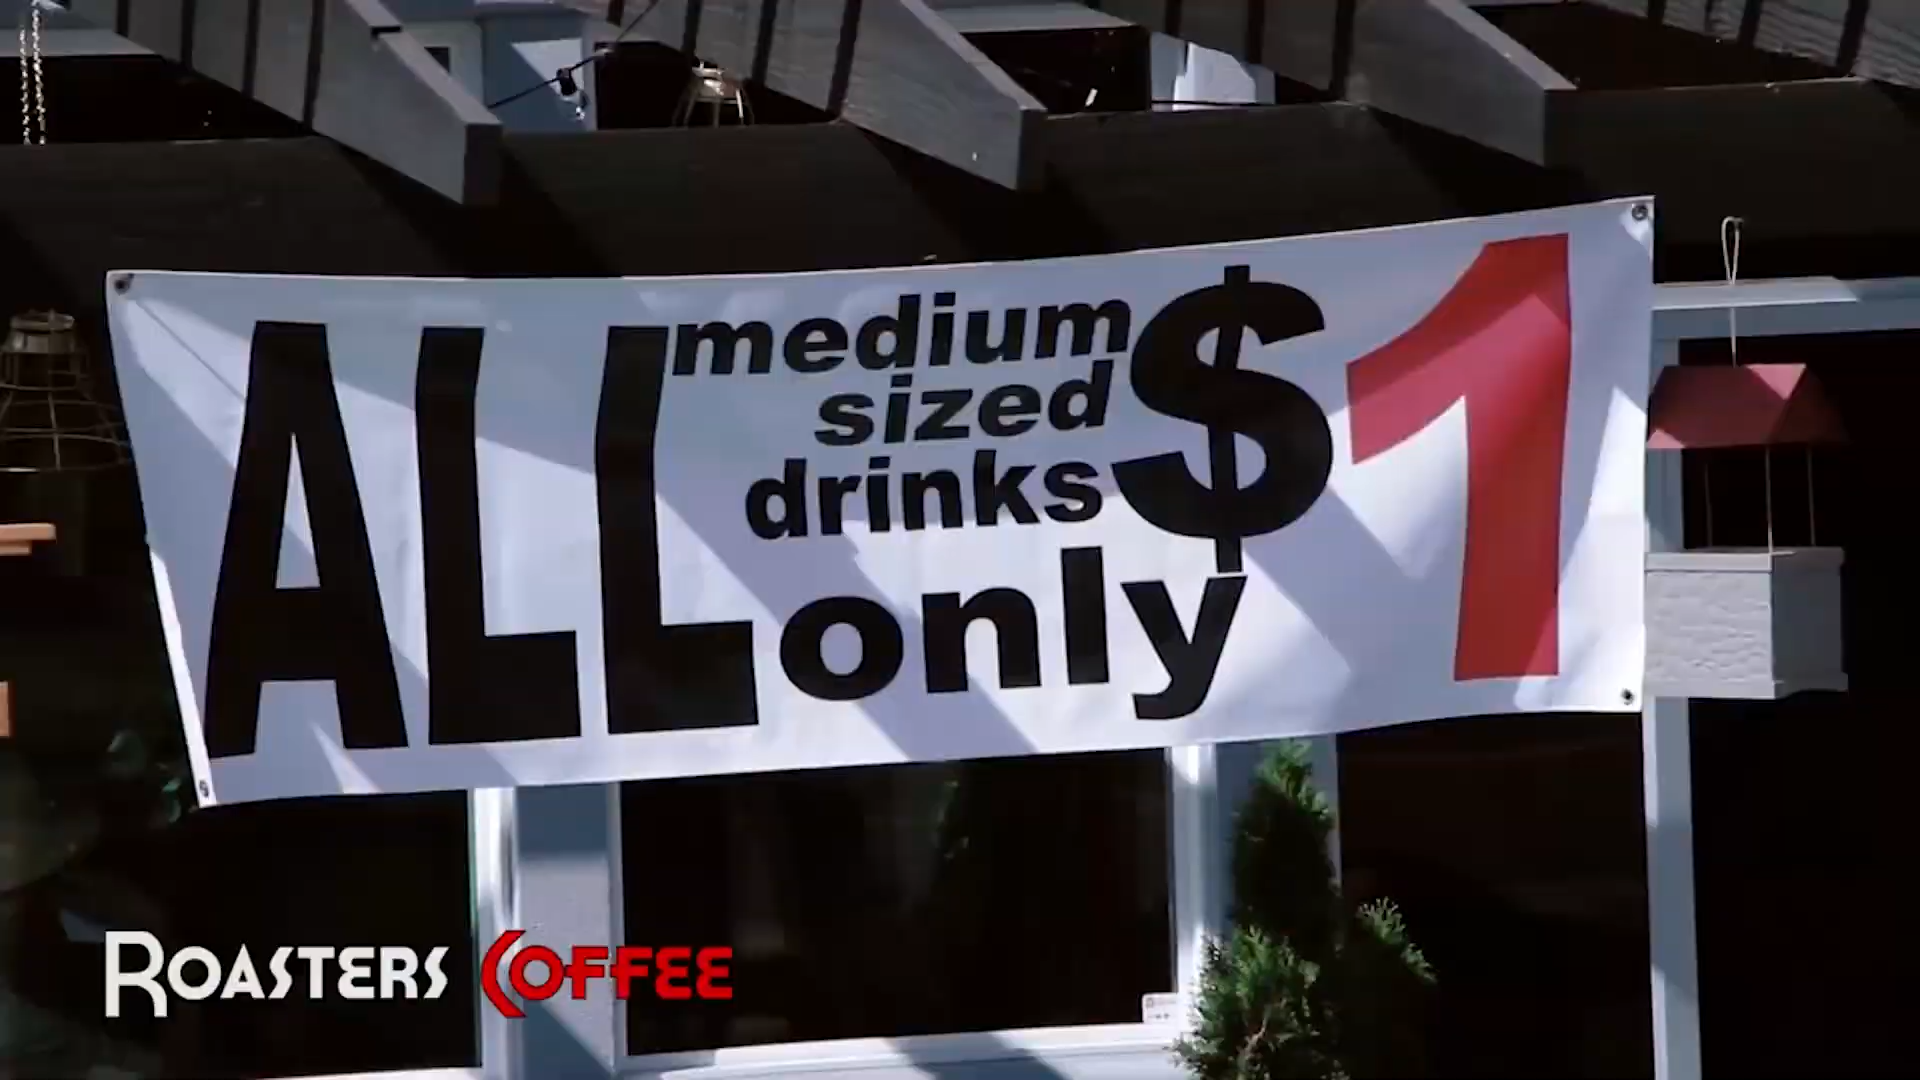 ALL medium $1
sized
drinks
only
ROASTERS COFFEE